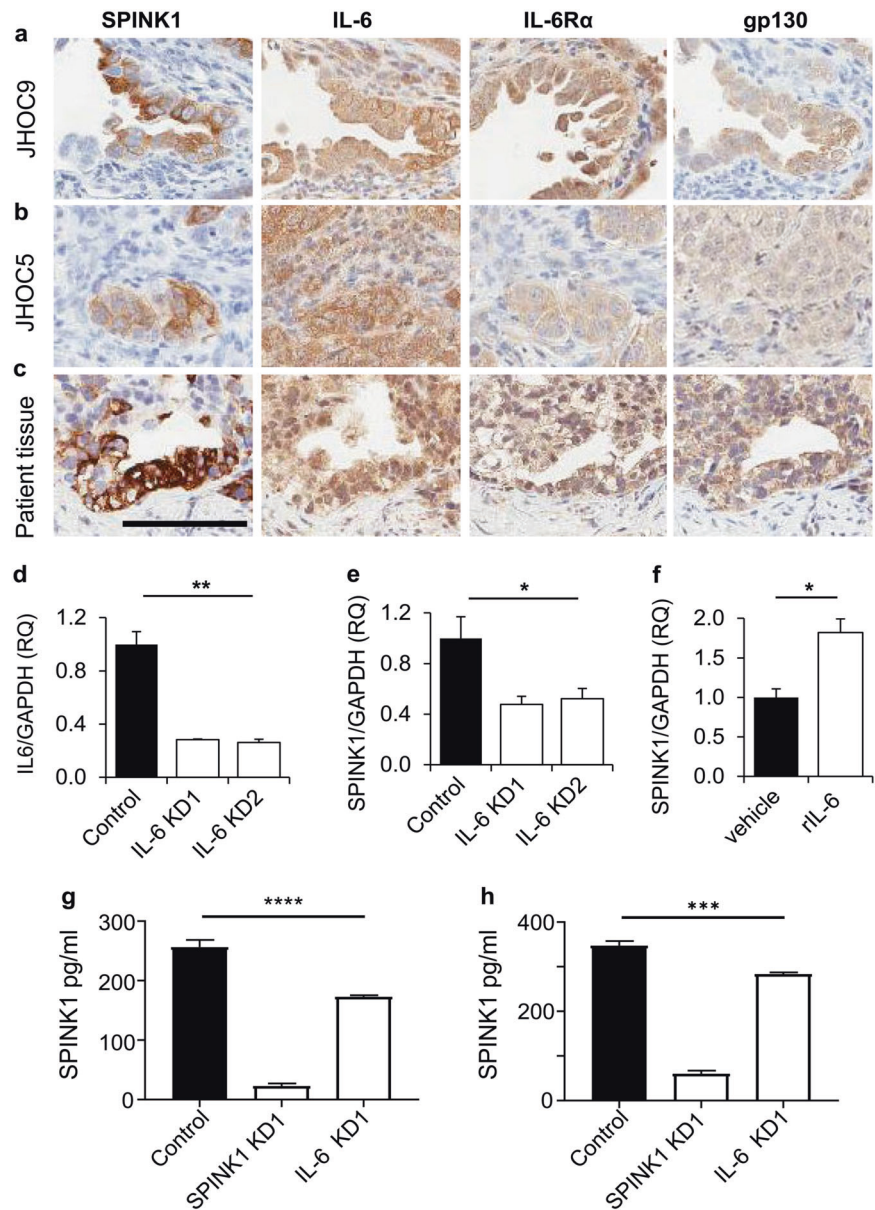 SPINK1 IL-6 IL-6Rα gp130
a
JHOC9
b
JHOC5
c
Patient tissue
d
**
IL6/GAPDH (RQ)
1.2
0.8
0.4
0.0
Control
IL-6 KD1
IL-6 KD2
e
*
SPINK1/GAPDH (RQ)
1.2
0.8
0.4
0.0
Control
IL-6 KD1
IL-6 KD2
f
*
SPINK1/GAPDH (RQ)
2.0
1.5
1.0
0.5
0.0
vehicle
rIL-6
g
****
SPINK1 pg/ml
300
200
100
0
Control
SPINK1 KD1
IL-6 KD1
h
***
SPINK1 pg/ml
400
300
200
0
Control
SPINK1 KD1
IL-6 KD1